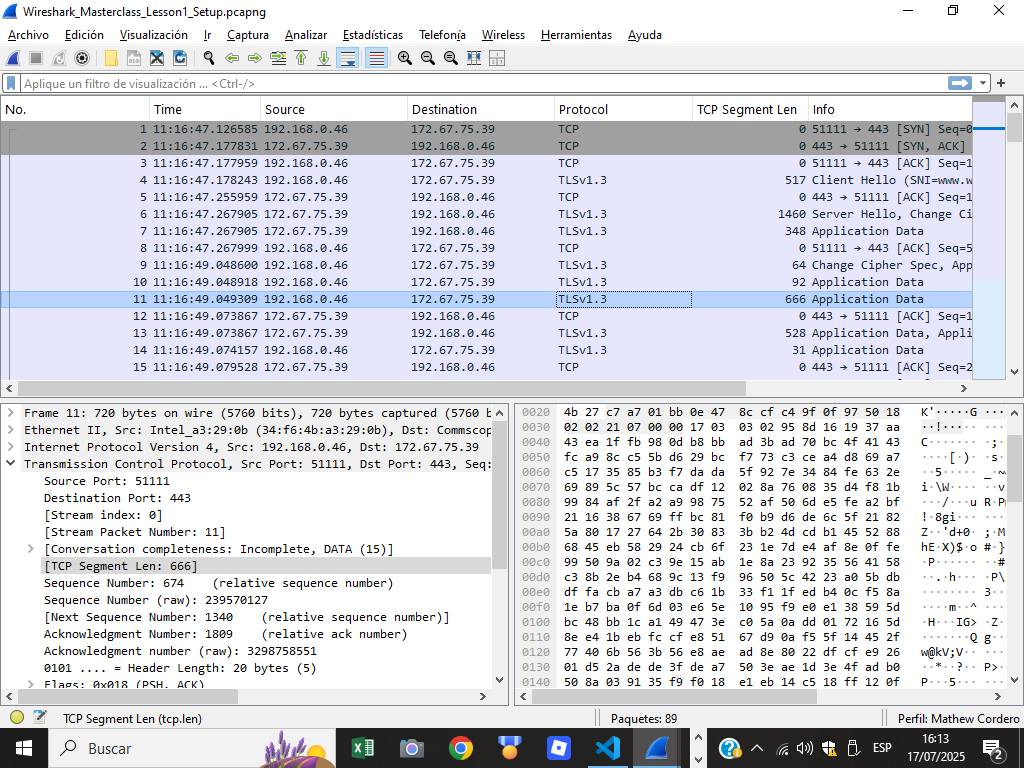 Wireshark_Masterclass_Lesson1_Setup.pcapng
Archivo Edición Visualización Ir Captura Analizar Estadísticas Telefonía Wireless Herramientas Ayuda
Aplique un filtro de visualización ... <Ctrl-/>
No. Time Source Destination Protocol TCP Segment Len Info
1 11:16:47.126585 192.168.0.46 172.67.75.39 TCP 0 51111 → 443 [SYN] Seq=0
2 11:16:47.177831 172.67.75.39 192.168.0.46 TCP 0 443 → 51111 [SYN, ACK]
3 11:16:47.177959 192.168.0.46 172.67.75.39 TCP 0 51111 → 443 [ACK] Seq=1
4 11:16:47.178243 192.168.0.46 172.67.75.39 TLSv1.3 517 Client Hello (SNI=www.w
5 11:16:47.255959 172.67.75.39 192.168.0.46 TCP 0 443 → 51111 [ACK] Seq=1
6 11:16:47.267905 172.67.75.39 192.168.0.46 TLSv1.3 1460 Server Hello, Change Ci
7 11:16:47.267905 172.67.75.39 192.168.0.46 TLSv1.3 348 Application Data
8 11:16:47.267999 192.168.0.46 172.67.75.39 TCP 0 51111 → 443 [ACK] Seq=5
9 11:16:49.048600 192.168.0.46 172.67.75.39 TLSv1.3 64 Change Cipher Spec, App
10 11:16:49.048918 192.168.0.46 172.67.75.39 TLSv1.3 92 Application Data
11 11:16:49.049309 192.168.0.46 172.67.75.39 TLSv1.3 666 Application Data
12 11:16:49.073867 172.67.75.39 192.168.0.46 TCP 0 443 → 51111 [ACK] Seq=1
13 11:16:49.073867 172.67.75.39 192.168.0.46 TLSv1.3 528 Application Data, Appli
14 11:16:49.074157 192.168.0.46 172.67.75.39 TLSv1.3 31 Application Data
15 11:16:49.079528 172.67.75.39 192.168.0.46 TCP 0 443 → 51111 [ACK] Seq=2
Frame 11: 720 bytes on wire (5760 bits), 720 bytes captured (5760 b
Ethernet II, Src: Intel_a3:29:0b (34:f6:4b:a3:29:0b), Dst: Commscop
Internet Protocol Version 4, Src: 192.168.0.46, Dst: 172.67.75.39
Transmission Control Protocol, Src Port: 51111, Dst Port: 443, Seq:
Source Port: 51111
Destination Port: 443
[Stream index: 0]
[Stream Packet Number: 11]
[Conversation completeness: Incomplete, DATA (15)]
[TCP Segment Len: 666]
Sequence Number: 674 (relative sequence number)
Sequence Number (raw): 239570127
[Next Sequence Number: 1340 (relative sequence number)]
Acknowledgment Number: 1809 (relative ack number)
Acknowledgment number (raw): 3298758551
0101 .... = Header Length: 20 bytes (5)
Flags: 0x018 (PSH, ACK)
0020 4b 27 c7 a7 01 bb 0e 47 8c cf c4 9f 0f 97 50 18
0030 02 02 21 07 00 00 17 03 03 02 95 8d 16 19 37 aa
0040 43 ea 1f fb 98 0d b8 bb ad 3b ad 70 bc 4f 41 43
0050 fc a9 8c c5 5b d6 29 bc f7 73 c3 ce a4 d8 69 a7
0060 c5 17 35 85 b3 f7 da da 5f 92 7e 34 84 fe 63 2e
0070 69 89 5c 57 bc ca df 12 02 8a 76 08 35 d4 f8 1b
0080 99 84 af 2f a2 a9 98 75 52 af 50 6d e5 fe a2 bf
0090 21 16 38 67 69 ff bc 81 f0 b9 d6 de 6c 5f 21 82
00a0 5a 80 17 27 64 2b 30 83 3b b2 4d cd b1 45 52 88
00b0 68 45 eb 58 29 24 cb 6f 23 1e 7d e4 af 8e 0f fe
00c0 99 50 9a 02 c3 9e 15 ab 1e 8a 23 92 35 56 41 58
00d0 c3 8b 2e b4 68 9c 13 f9 96 50 5c 42 23 a0 5b db
00e0 df fa cb a7 a3 db c6 1b 33 f1 1f ed b4 0c f5 8a
00f0 1e b7 ba 0f 6d 03 e6 5e 10 95 f9 e0 e1 38 59 5d
0100 bc 48 bb 1c a1 49 47 3e c0 5a 0a dd 01 72 16 5d
0110 8e e4 1b eb fc cf e8 51 67 d9 0a f5 5f 14 45 2f
0120 77 40 6b 56 3b 56 e8 ae ad 8e 80 22 df cf e9 26
0130 01 d5 2a de de 3f de a7 50 3e ae 1d 3e 4f ad b0
0140 50 8a 03 91 35 f9 f0 18 e1 eb 14 c5 18 ff 12 0f
TCP Segment Len (tcp.len) Paquetes: 89 Perfil: Mathew Cordero
Buscar ESP 16:13
17/07/2025 2